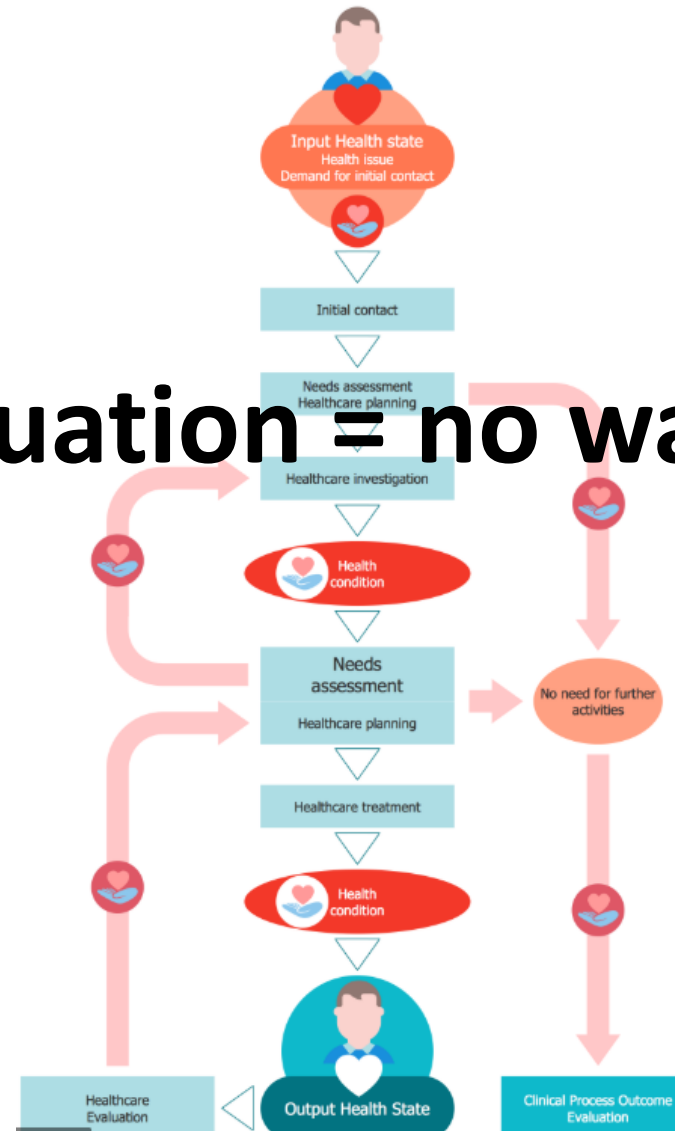 Input Health state
Health issue
Demand for initial contact
Initial contact
Needs assessment
Healthcare planning
uation = no wa
Healthcare investigation
Health
condition
Needs
assessment
Healthcare planning
No need for further
activities
Healthcare treatment
Health
condition
Healthcare
Evaluation
Output Health State
Clinical Process Outcome
Evaluation